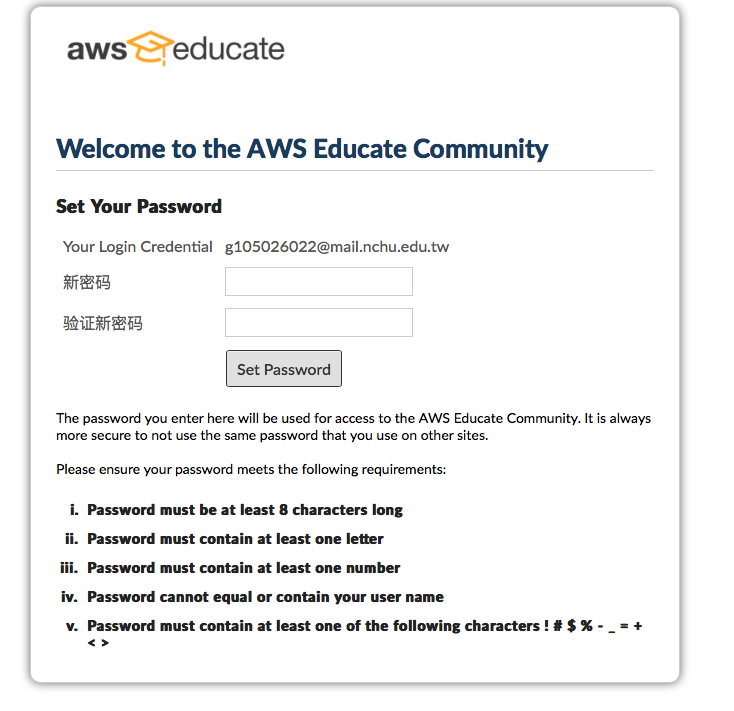 aws educate
Welcome to the AWS Educate Community
Set Your Password
Your Login Credential g105026022@mail.nchu.edu.tw
新密码
验证新密码
Set Password
The password you enter here will be used for access to the AWS Educate Community. It is always
more secure to not use the same password that you use on other sites.
Please ensure your password meets the following requirements:
i. Password must be at least 8 characters long
ii. Password must contain at least one letter
iii. Password must contain at least one number
iv. Password cannot equal or contain your user name
v. Password must contain at least one of the following characters ! # $ % - _ = +
< >